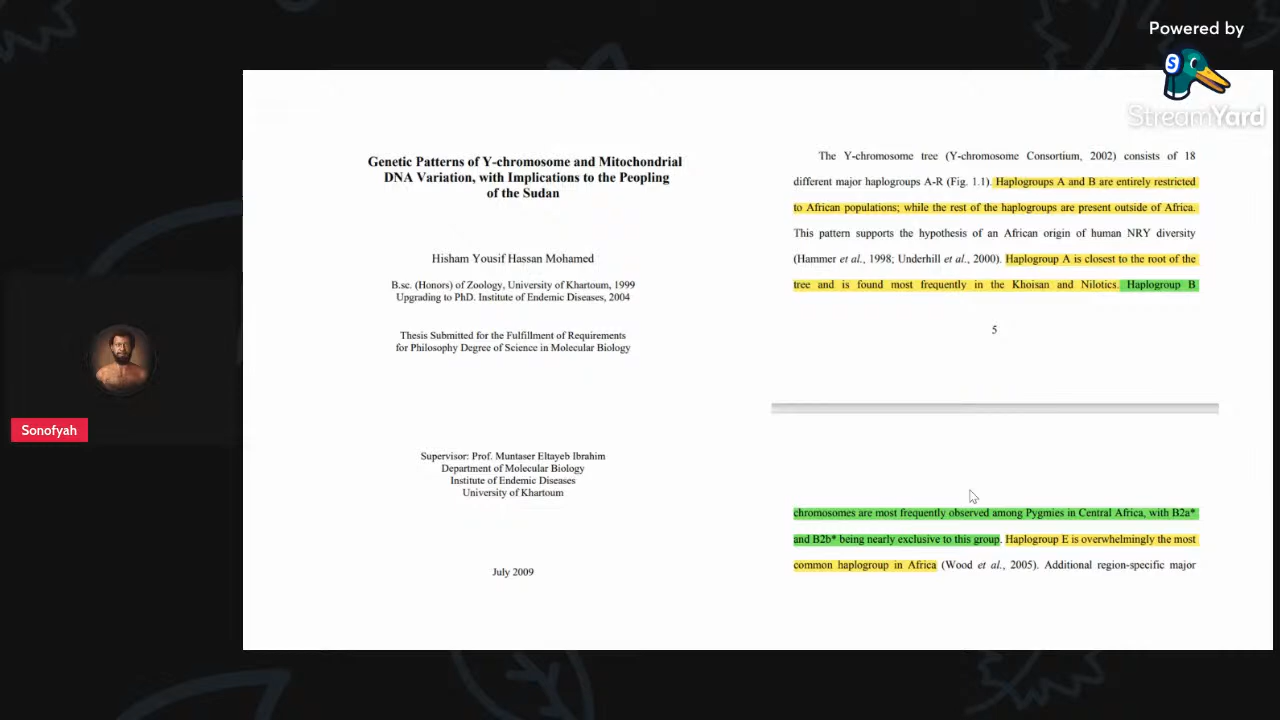 Powered by
StreamYard
Genetic Patterns of Y-chromosome and Mitochondrial
DNA Variation, with Implications to the Peopling
of the Sudan
Hisham Yousif Hassan Mohamed
B.sc. (Honors) of Zoology, University of Khartoum, 1999
Upgrading to PhD. Institute of Endemic Diseases, 2004
Thesis Submitted for the Fulfillment of Requirements
for Philosophy Degree of Science in Molecular Biology
Supervisor: Prof. Muntaser Eltayeb Ibrahim
Department of Molecular Biology
Institute of Endemic Diseases
University of Khartoum
July 2009
The Y-chromosome tree (Y-chromosome Consortium, 2002) consists of 18
different major haplogroups A-R (Fig. 1.1). Haplogroups A and B are entirely restricted
to African populations; while the rest of the haplogroups are present outside of Africa.
This pattern supports the hypothesis of an African origin of human NRY diversity
(Hammer et al., 1998; Underhill et al., 2000). Haplogroup A is closest to the root of the
tree and is found most frequently in the Khoisan and Nilotics. Haplogroup B
5
chromosomes are most frequently observed among Pygmies in Central Africa, with B2a*
and B2b* being nearly exclusive to this group. Haplogroup E is overwhelmingly the most
common haplogroup in Africa (Wood et al., 2005). Additional region-specific major
Sonofyah